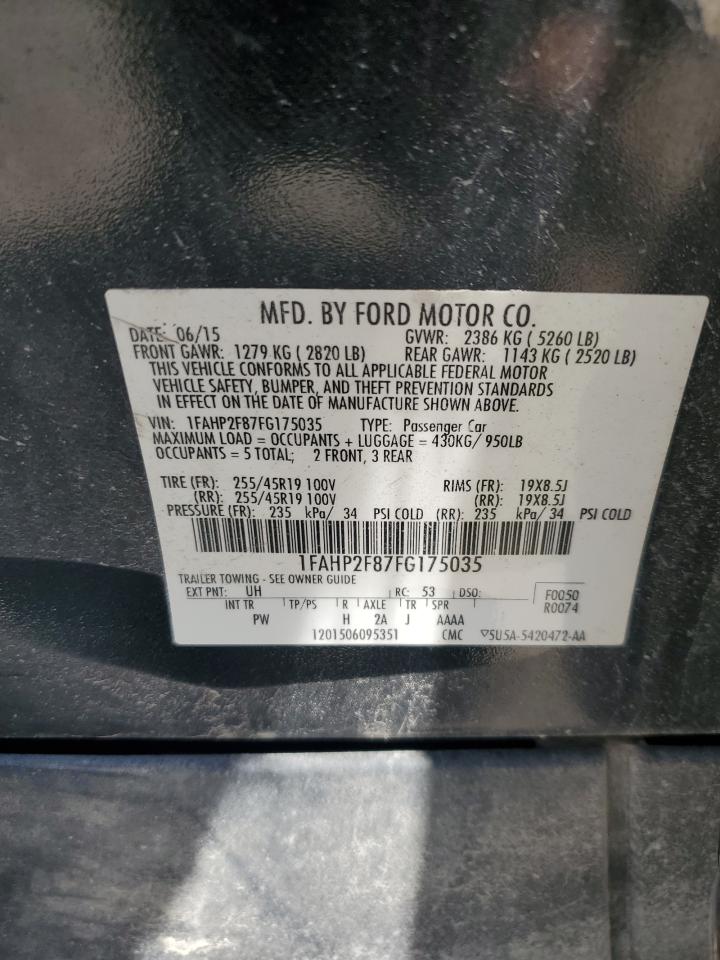 MFD. BY FORD MOTOR CO.
DATE: 06/15 GVWR: 2386 KG ( 5260 LB)
FRONT GAWR: 1279 KG ( 2820 LB) REAR GAWR: 1143 KG ( 2520 LB)
THIS VEHICLE CONFORMS TO ALL APPLICABLE FEDERAL MOTOR
VEHICLE SAFETY, BUMPER, AND THEFT PREVENTION STANDARDS
IN EFFECT ON THE DATE OF MANUFACTURE SHOWN ABOVE.
VIN: 1FAHP2F87FG175035 TYPE: Passenger Car
MAXIMUM LOAD = OCCUPANTS + LUGGAGE = 430KG/ 950LB
OCCUPANTS = 5 TOTAL; 2 FRONT, 3 REAR
TIRE (FR): 255/45R19 100V RIMS (FR): 19X8.5J
(RR): 255/45R19 100V (RR): 19X8.5J
PRESSURE (FR): 235 kPa/ 34 PSI COLD (RR): 235 kPa/ 34 PSI COLD
1FAHP2F87FG175035
TRAILER TOWING - SEE OWNER GUIDE
EXT PNT: UH RC: 53 DSO: F0050
INT TR TP/PS R AXLE TR SPR R0074
PW H 2A J AAAA
1201506095351 CMC ▽5U5A-5420472-AA